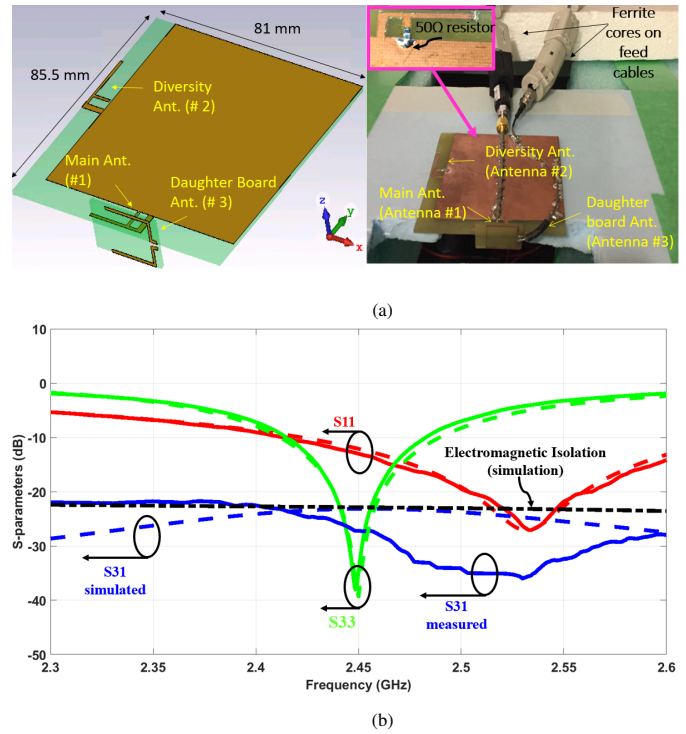 81 mm
85.5 mm
Diversity
Ant. (# 2)
Main Ant.
(#1)
Daughter Board
Ant. (# 3)
z
y
x
50Ω resistor
Ferrite
cores on
feed
cables
Diversity Ant.
(Antenna #2)
Main Ant.
(Antenna #1)
Daughter
board Ant.
(Antenna #3)
(a)
10
0
-10
-20
-30
-40
-50
S-parameters (dB)
S11
Electromagnetic Isolation
(simulation)
S31
simulated
S33
S31
measured
2.3
2.35
2.4
2.45
2.5
2.55
2.6
Frequency (GHz)
(b)